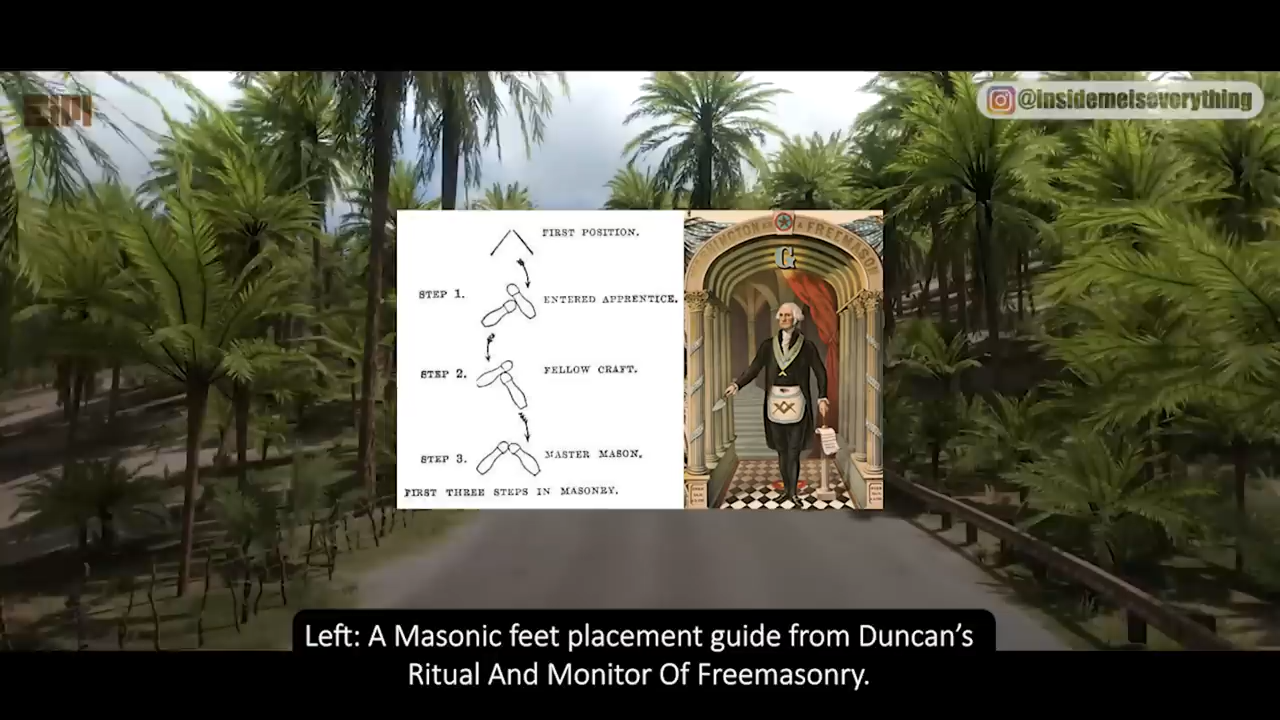 @insidemeiseverything
FIRST POSITION.
STEP 1.
ENTERED APPRENTICE.
STEP 2.
FELLOW CRAFT.
STEP 3.
MASTER MASON.
FIRST THREE STEPS IN MASONRY.
FREEMASON
G
Left: A Masonic feet placement guide from Duncan’s
Ritual And Monitor Of Freemasonry.